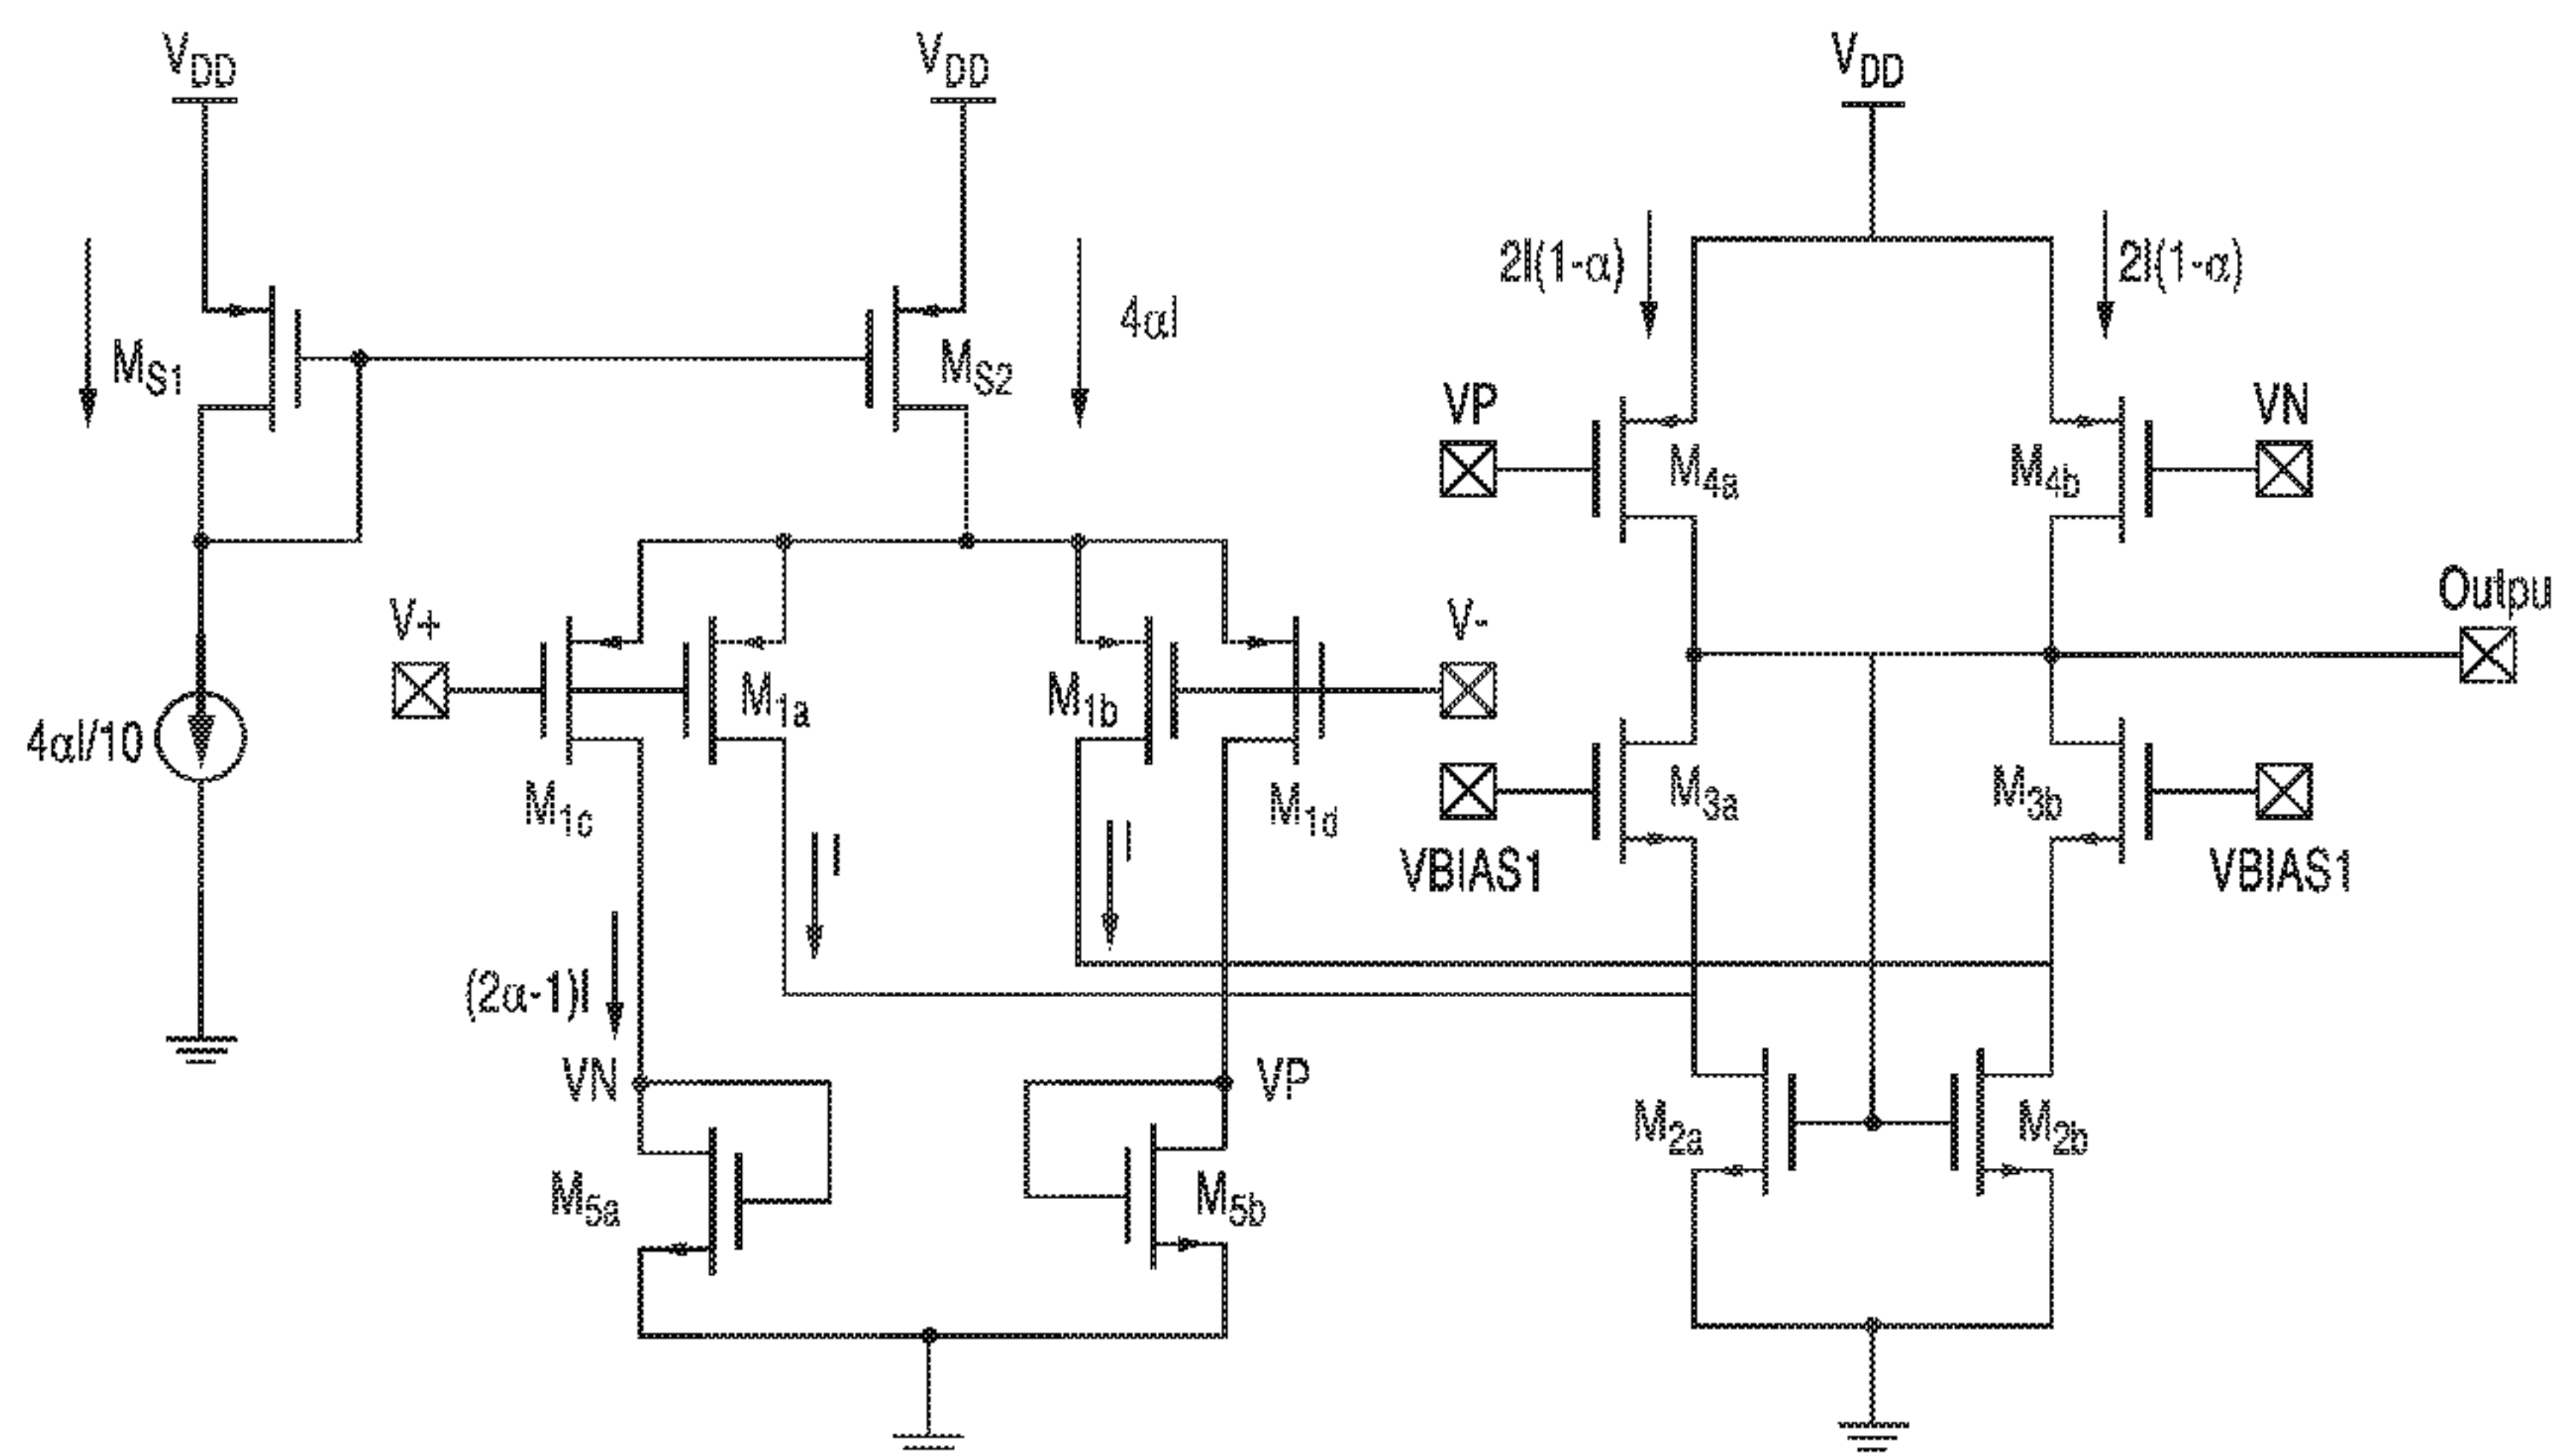 VDD
VDD
VDD
2I(1-α)
2I(1-α)
4αI
MS1
MS2
VP
VN
M4a
M4b
V+
V-
Outpu
M1a
M1b
4αI/10
M1c
M1d
M3a
M3b
VBIAS1
VBIAS1
I
I
(2α-1)I
VN
VP
M2a
M2b
M5a
M5b